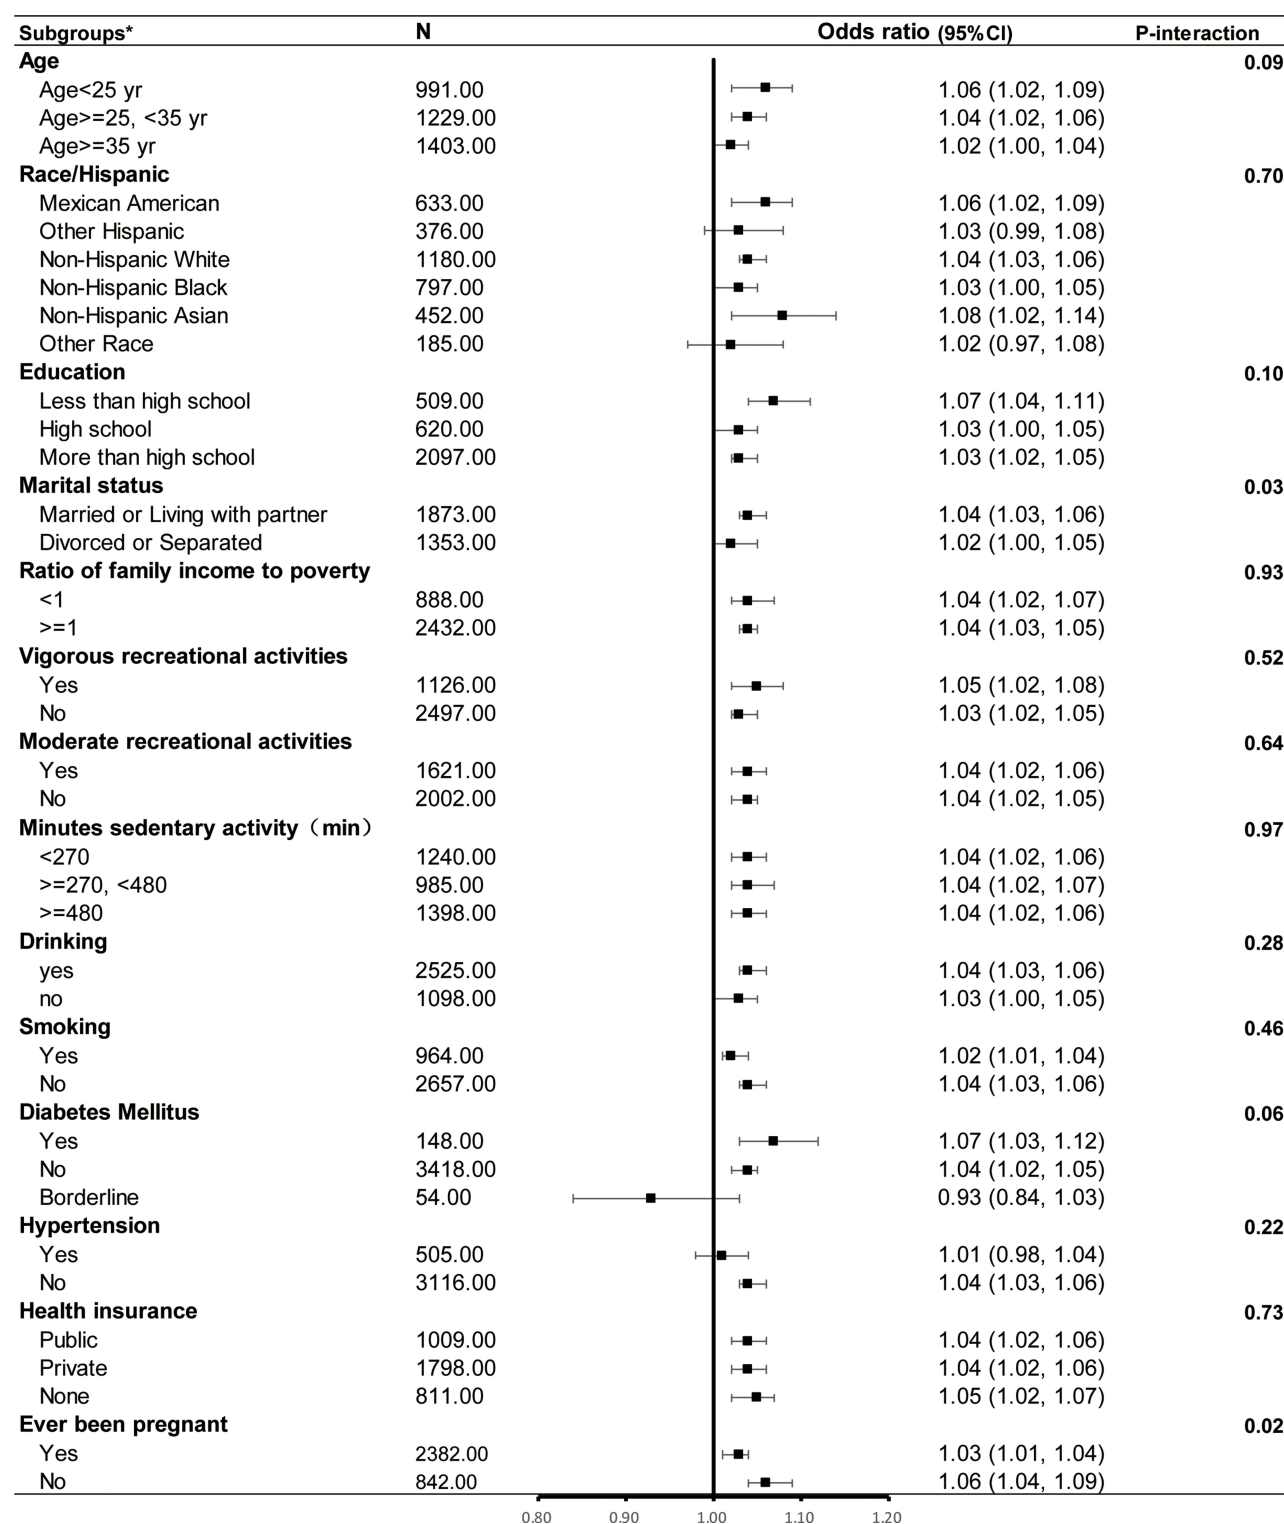 Subgroups* N Odds ratio (95%CI) P-interaction
Age 0.09
Age<25 yr 991.00 1.06 (1.02, 1.09)
Age>=25, <35 yr 1229.00 1.04 (1.02, 1.06)
Age>=35 yr 1403.00 1.02 (1.00, 1.04)
Race/Hispanic 0.70
Mexican American 633.00 1.06 (1.02, 1.09)
Other Hispanic 376.00 1.03 (0.99, 1.08)
Non-Hispanic White 1180.00 1.04 (1.03, 1.06)
Non-Hispanic Black 797.00 1.03 (1.00, 1.05)
Non-Hispanic Asian 452.00 1.08 (1.02, 1.14)
Other Race 185.00 1.02 (0.97, 1.08)
Education 0.10
Less than high school 509.00 1.07 (1.04, 1.11)
High school 620.00 1.03 (1.00, 1.05)
More than high school 2097.00 1.03 (1.02, 1.05)
Marital status 0.03
Married or Living with partner 1873.00 1.04 (1.03, 1.06)
Divorced or Separated 1353.00 1.02 (1.00, 1.05)
Ratio of family income to poverty 0.93
<1 888.00 1.04 (1.02, 1.07)
>=1 2432.00 1.04 (1.03, 1.05)
Vigorous recreational activities 0.52
Yes 1126.00 1.05 (1.02, 1.08)
No 2497.00 1.03 (1.02, 1.05)
Moderate recreational activities 0.64
Yes 1621.00 1.04 (1.02, 1.06)
No 2002.00 1.04 (1.02, 1.05)
Minutes sedentary activity（min） 0.97
<270 1240.00 1.04 (1.02, 1.06)
>=270, <480 985.00 1.04 (1.02, 1.07)
>=480 1398.00 1.04 (1.02, 1.06)
Drinking 0.28
yes 2525.00 1.04 (1.03, 1.06)
no 1098.00 1.03 (1.00, 1.05)
Smoking 0.46
Yes 964.00 1.02 (1.01, 1.04)
No 2657.00 1.04 (1.03, 1.06)
Diabetes Mellitus 0.06
Yes 148.00 1.07 (1.03, 1.12)
No 3418.00 1.04 (1.02, 1.05)
Borderline 54.00 0.93 (0.84, 1.03)
Hypertension 0.22
Yes 505.00 1.01 (0.98, 1.04)
No 3116.00 1.04 (1.03, 1.06)
Health insurance 0.73
Public 1009.00 1.04 (1.02, 1.06)
Private 1798.00 1.04 (1.02, 1.06)
None 811.00 1.05 (1.02, 1.07)
Ever been pregnant 0.02
Yes 2382.00 1.03 (1.01, 1.04)
No 842.00 1.06 (1.04, 1.09)
0.80 0.90 1.00 1.10 1.20